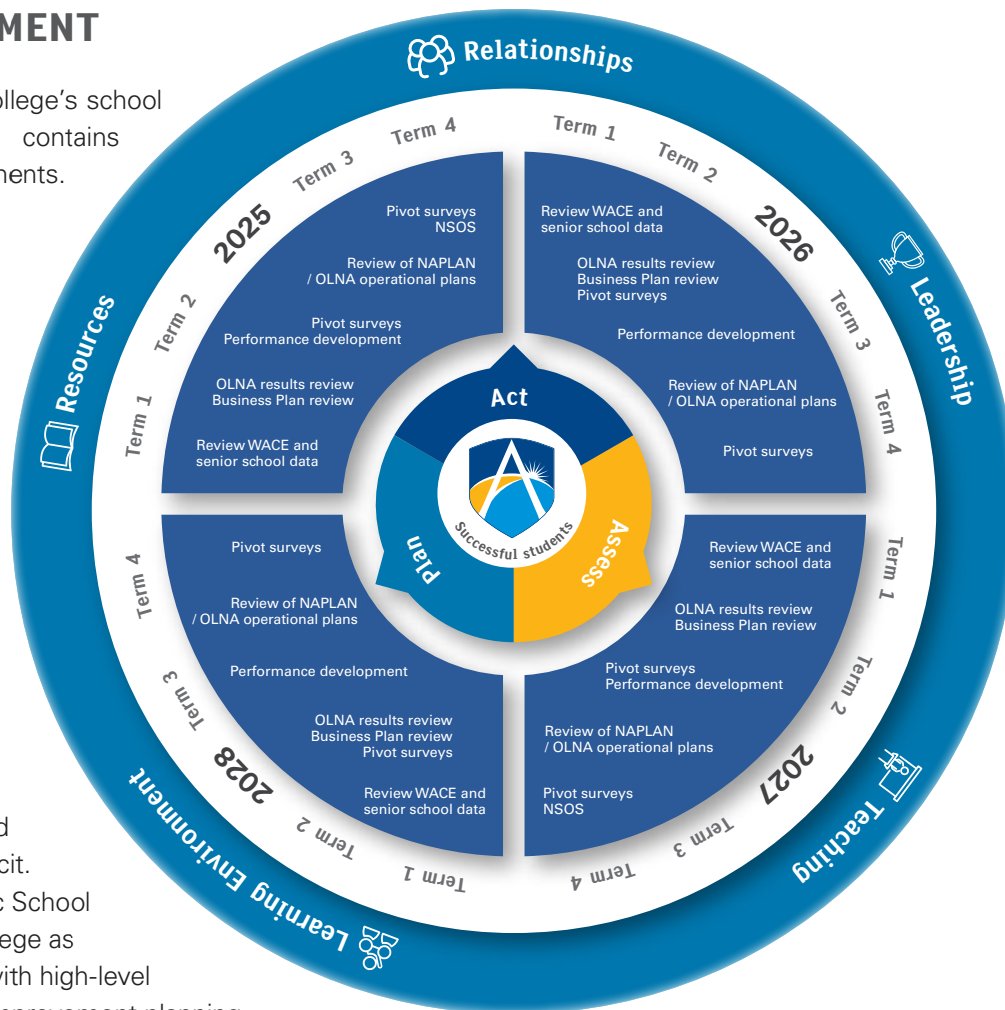 MENT
ollege's school
contains
nents.
Relationships
Leadership
Teaching
Learning Environment
Resources
2025
Term 1
Term 2
Term 3
Term 4
Pivot surveys
NSOS
Review of NAPLAN
/ OLNA operational plans
Pivot surveys
Performance development
OLNA results review
Business Plan review
Review WACE and
senior school data
2026
Term 1
Term 2
Term 3
Term 4
Review WACE and
senior school data
OLNA results review
Business Plan review
Pivot surveys
Performance development
Review of NAPLAN
/ OLNA operational plans
Pivot surveys
2027
Term 1
Term 2
Term 3
Term 4
Review WACE and
senior school data
OLNA results review
Business Plan review
Pivot surveys
Performance development
Review of NAPLAN
/ OLNA operational plans
Pivot surveys
NSOS
2028
Term 1
Term 2
Term 3
Term 4
Pivot surveys
Review of NAPLAN
/ OLNA operational plans
Performance development
OLNA results review
Business Plan review
Pivot surveys
Review WACE and
senior school data
Act
Assess
Plan
Successful students
d
cit.
c School
ege as
with high-level
provement planning